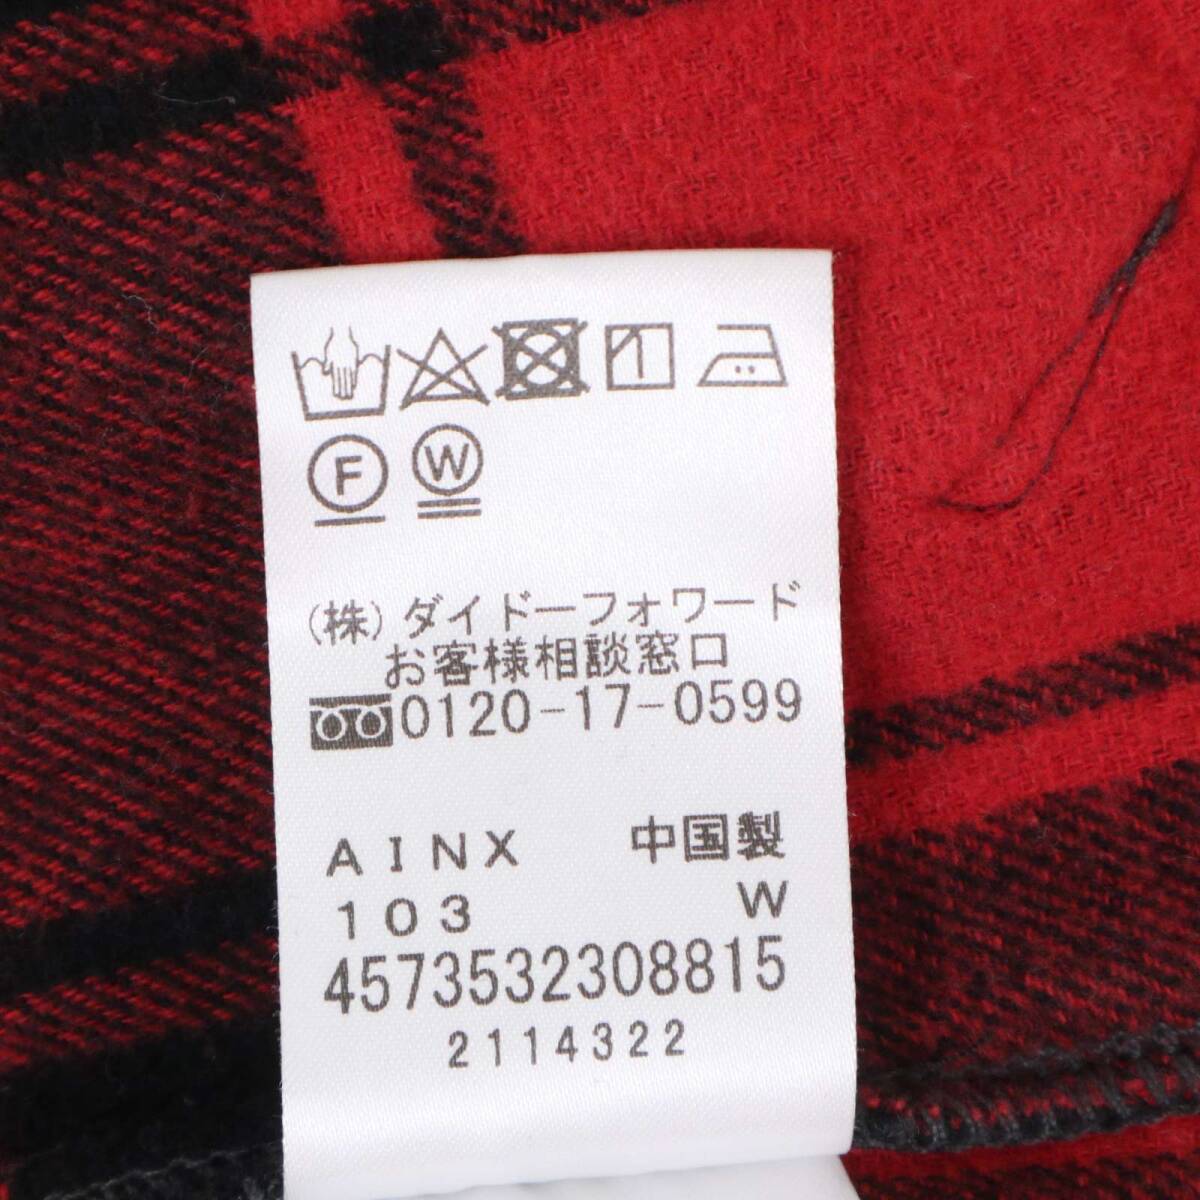 F W
(株)ダイドーフォワード
お客様相談窓口
0120-17-0599
AINX 中国製
103 W
4573532308815
2114322